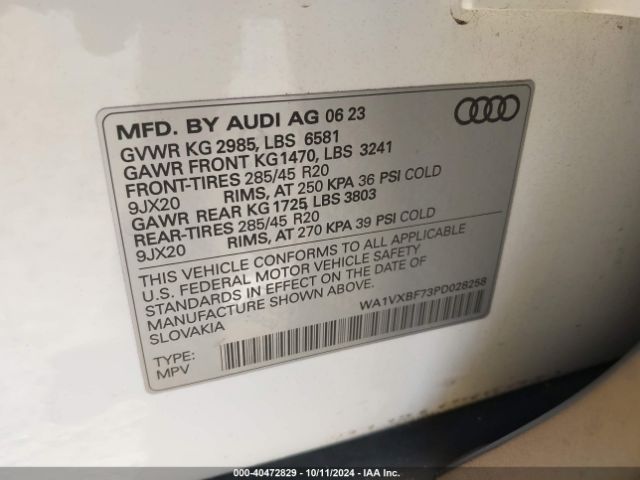 MFD. BY AUDI AG 06 23
GVWR KG 2985, LBS 6581
GAWR FRONT KG1470, LBS 3241
FRONT-TIRES 285/45 R20
9JX20 RIMS, AT 250 KPA 36 PSI COLD
GAWR REAR KG 1725, LBS 3803
REAR-TIRES 285/45 R20
9JX20 RIMS, AT 270 KPA 39 PSI COLD
THIS VEHICLE CONFORMS TO ALL APPLICABLE
U.S. FEDERAL MOTOR VEHICLE SAFETY
STANDARDS IN EFFECT ON THE DATE OF
MANUFACTURE SHOWN ABOVE.
SLOVAKIA
WA1VXBF73PD028258
TYPE:
MPV
000-40472829 - 10/11/2024 - IAA Inc.